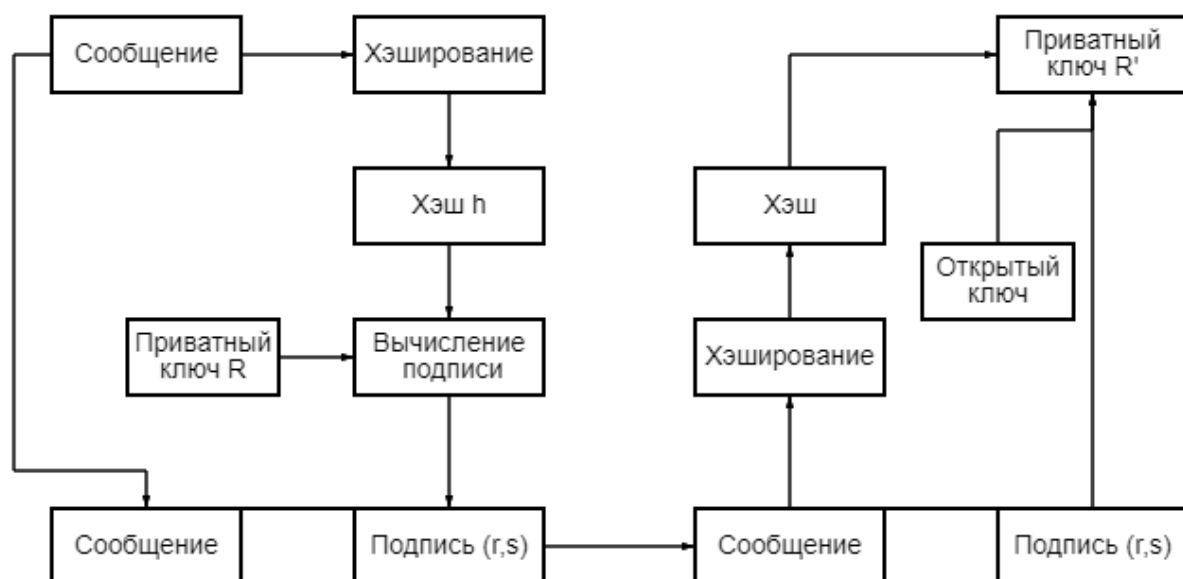 Сообщение
Хэширование
Приватный
ключ R'
Хэш h
Хэш
Открытый
ключ
Приватный
ключ R
Вычисление
подписи
Хэширование
Сообщение
Подпись (r,s)
Сообщение
Подпись (r,s)